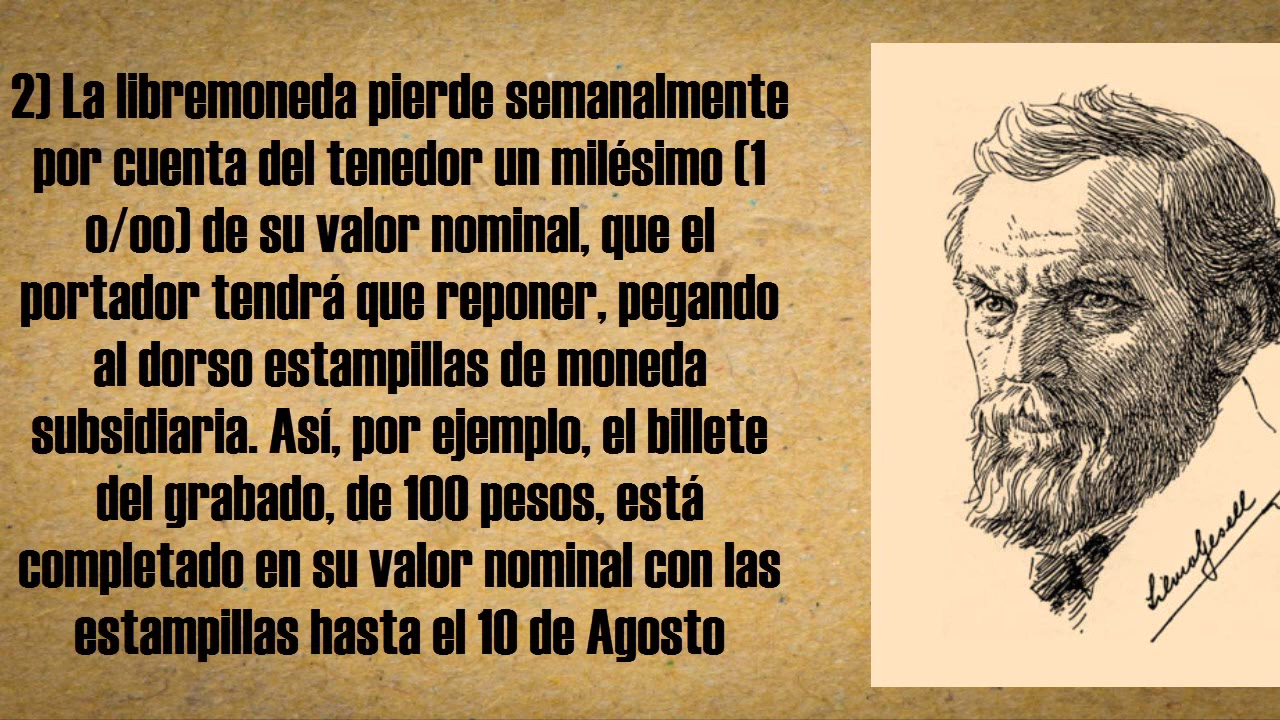 2) La libremoneda pierde semanalmente
por cuenta del tenedor un milésimo (1
o/oo) de su valor nominal, que el
portador tendrá que reponer, pegando
al dorso estampillas de moneda
subsidiaria. Así, por ejemplo, el billete
del grabado, de 100 pesos, está
completado en su valor nominal con las
estampillas hasta el 10 de Agosto
Silvio Gesell